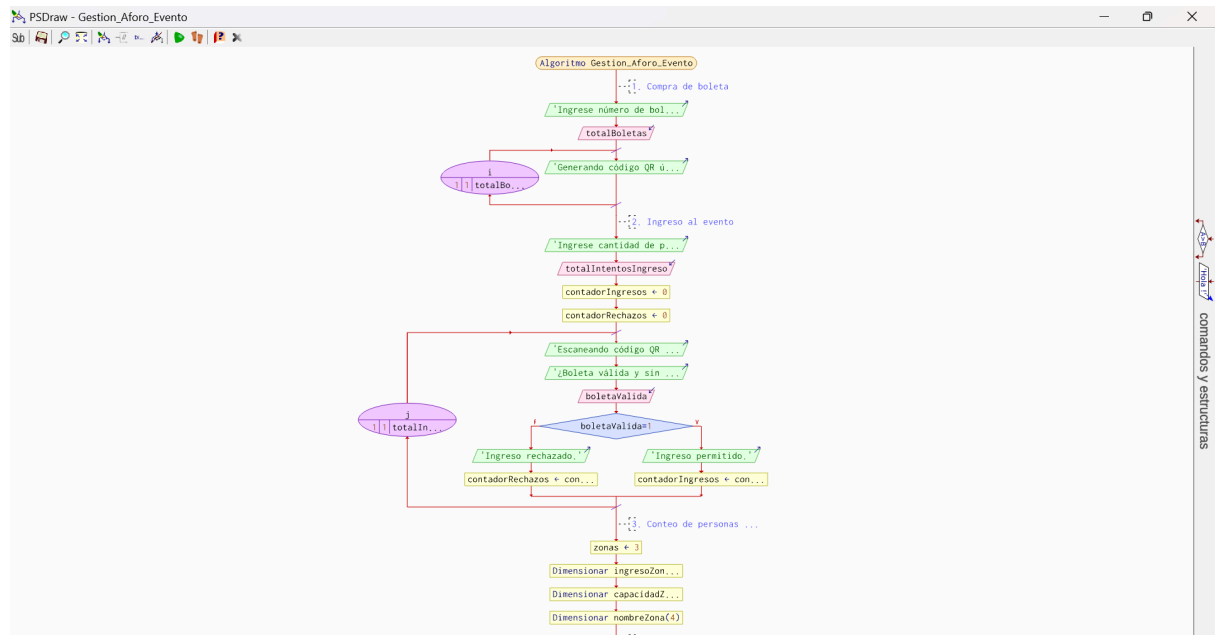 PSDraw - Gestion_Aforo_Evento
Sub
Algoritmo Gestion_Aforo_Evento
1. Compra de boleta
'Ingrese número de bol...
totalBoletas
'Generando código QR ú...
i
1 1 totalBo...
2. Ingreso al evento
'Ingrese cantidad de p...
totalIntentosIngreso
contadorIngresos ← 0
contadorRechazos ← 0
'Escaneando código QR ...
'¿Boleta válida y sin ...
boletaValida
j
1 1 totalIn...
F
boletaValida=1
V
'Ingreso rechazado.'
'Ingreso permitido.'
contadorRechazos ← con...
contadorIngresos ← con...
3. Conteo de personas ...
zonas ← 3
Dimensionar ingresoZon...
Dimensionar capacidadZ...
Dimensionar nombreZona(4)
A>B
'Hola !'
comandos y estructuras